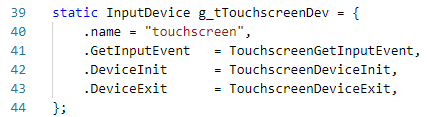 39 static InputDevice g_tTouchscreenDev = {
40     .name = "touchscreen",
41     .GetInputEvent   = TouchscreenGetInputEvent,
42     .DeviceInit      = TouchscreenDeviceInit,
43     .DeviceExit      = TouchscreenDeviceExit,
44 };